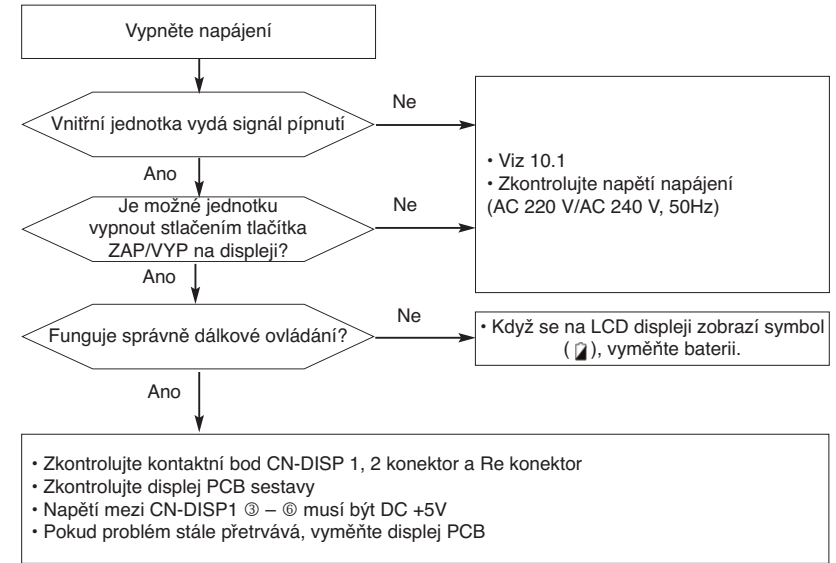 Vypněte napájení
Vnitřní jednotka vydá signál pípnutí
Ne
• Viz 10.1
• Zkontrolujte napětí napájení
(AC 220 V/AC 240 V, 50Hz)
Ano
Je možné jednotku
vypnout stlačením tlačítka
ZAP/VYP na displeji?
Ne
Ano
Funguje správně dálkové ovládání?
Ne
• Když se na LCD displeji zobrazí symbol
( ), vyměňte baterii.
Ano
• Zkontrolujte kontaktní bod CN-DISP 1, 2 konektor a Re konektor
• Zkontrolujte displej PCB sestavy
• Napětí mezi CN-DISP1 ③ – ⑥ musí být DC +5V
• Pokud problém stále přetrvává, vyměňte displej PCB